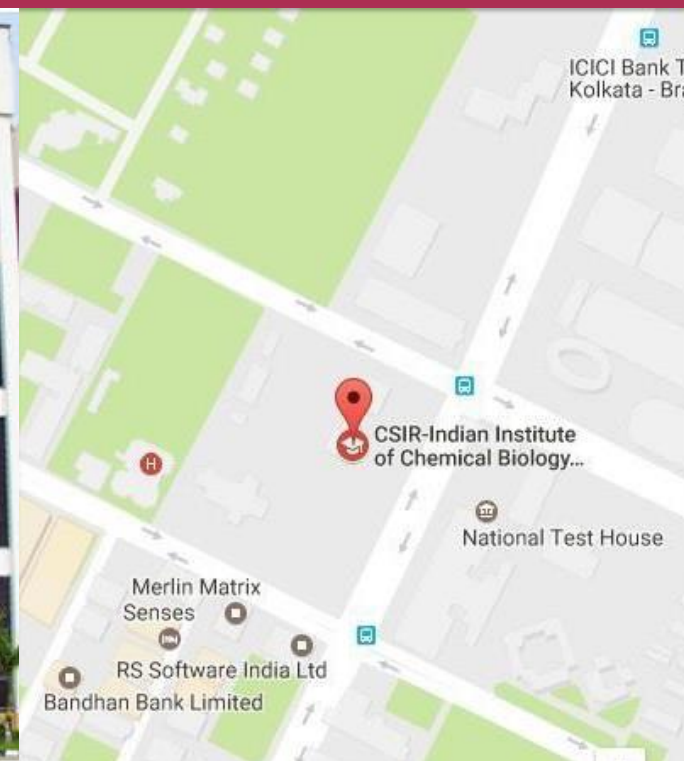 ICICI Bank
Kolkata -
CSIR-Indian Institute
of Chemical Biology...
National Test House
H
Merlin Matrix
Senses
RS Software India Ltd
Bandhan Bank Limited